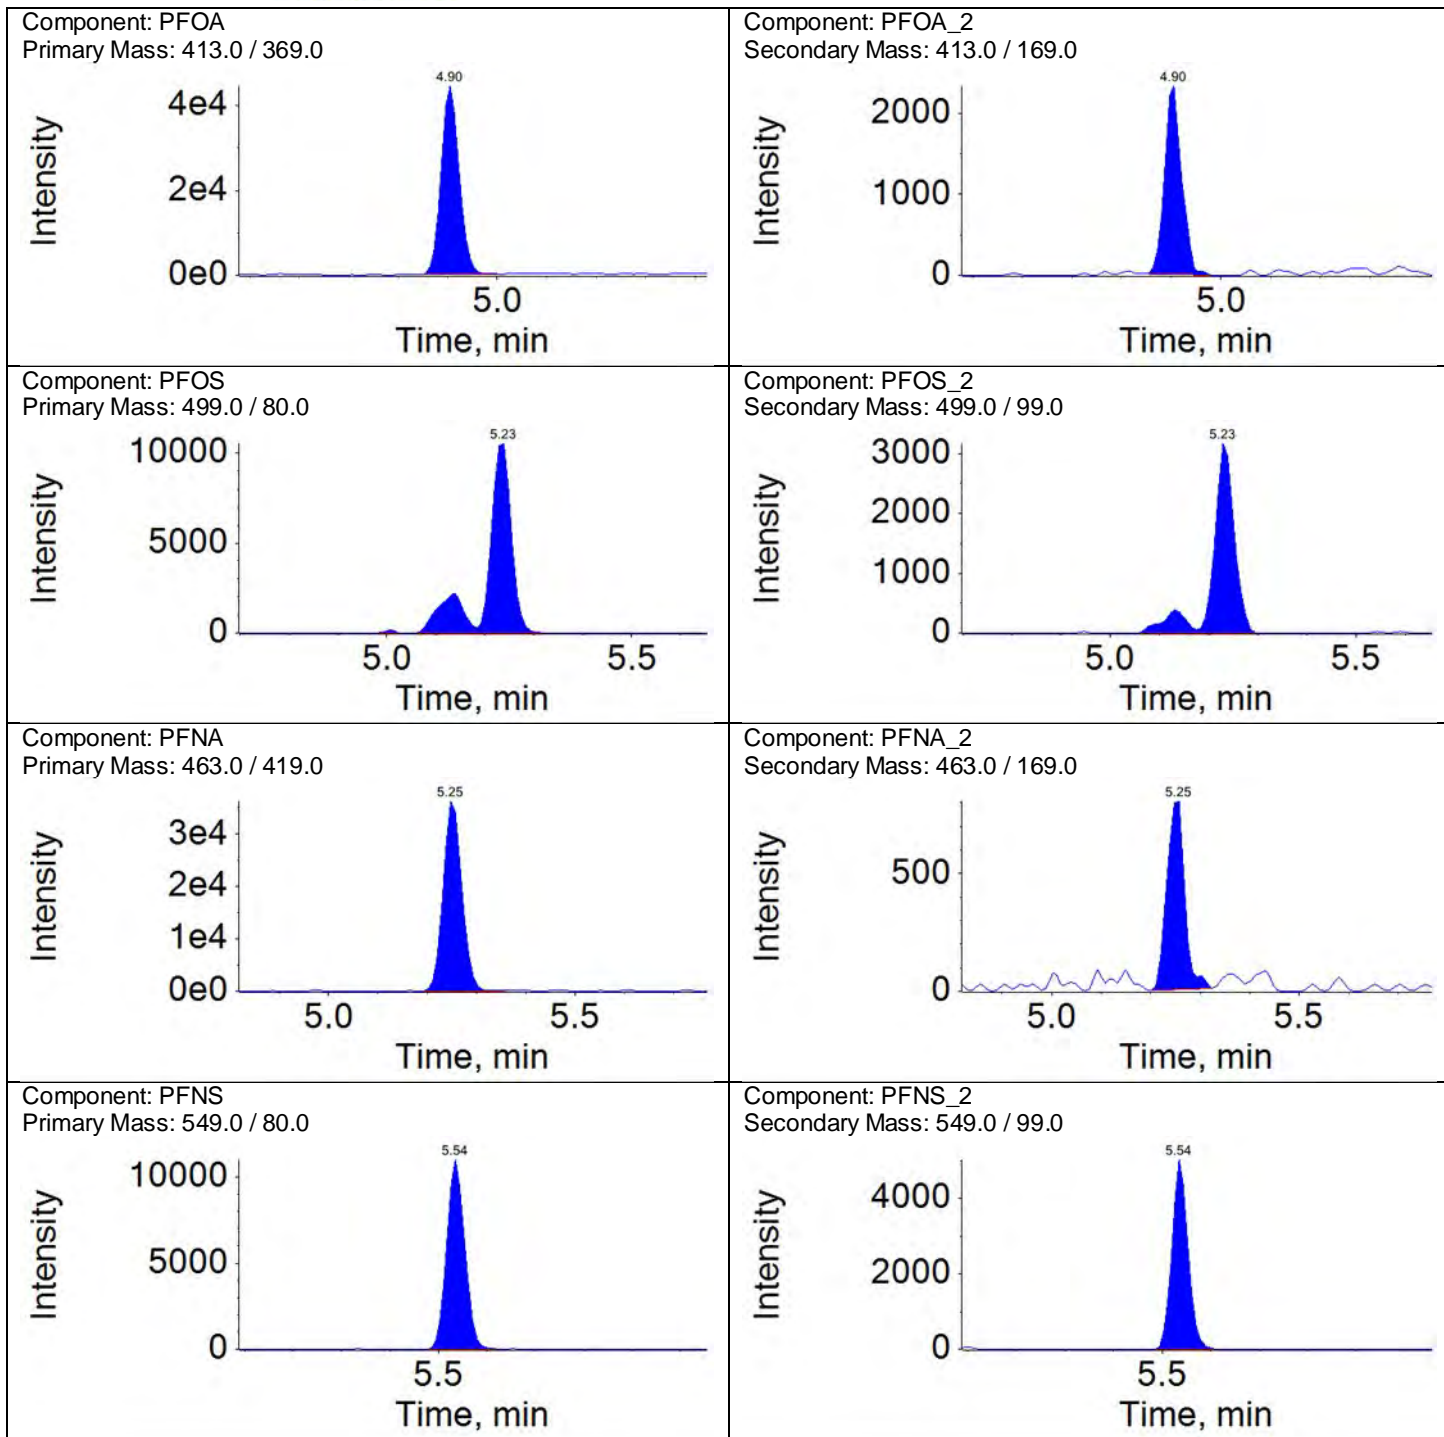 Component: PFOA
Primary Mass: 413.0 / 369.0
4.90
4e4
2e4
0e0
Intensity
5.0
Time, min
Component: PFOA_2
Secondary Mass: 413.0 / 169.0
4.90
2000
1000
0
Intensity
5.0
Time, min
Component: PFOS
Primary Mass: 499.0 / 80.0
5.23
10000
5000
0
Intensity
5.0 5.5
Time, min
Component: PFOS_2
Secondary Mass: 499.0 / 99.0
5.23
3000
2000
1000
0
Intensity
5.0 5.5
Time, min
Component: PFNA
Primary Mass: 463.0 / 419.0
5.25
3e4
2e4
1e4
0e0
Intensity
5.0 5.5
Time, min
Component: PFNA_2
Secondary Mass: 463.0 / 169.0
5.25
500
0
Intensity
5.0 5.5
Time, min
Component: PFNS
Primary Mass: 549.0 / 80.0
5.54
10000
5000
0
Intensity
5.5
Time, min
Component: PFNS_2
Secondary Mass: 549.0 / 99.0
5.54
4000
2000
0
Intensity
5.5
Time, min